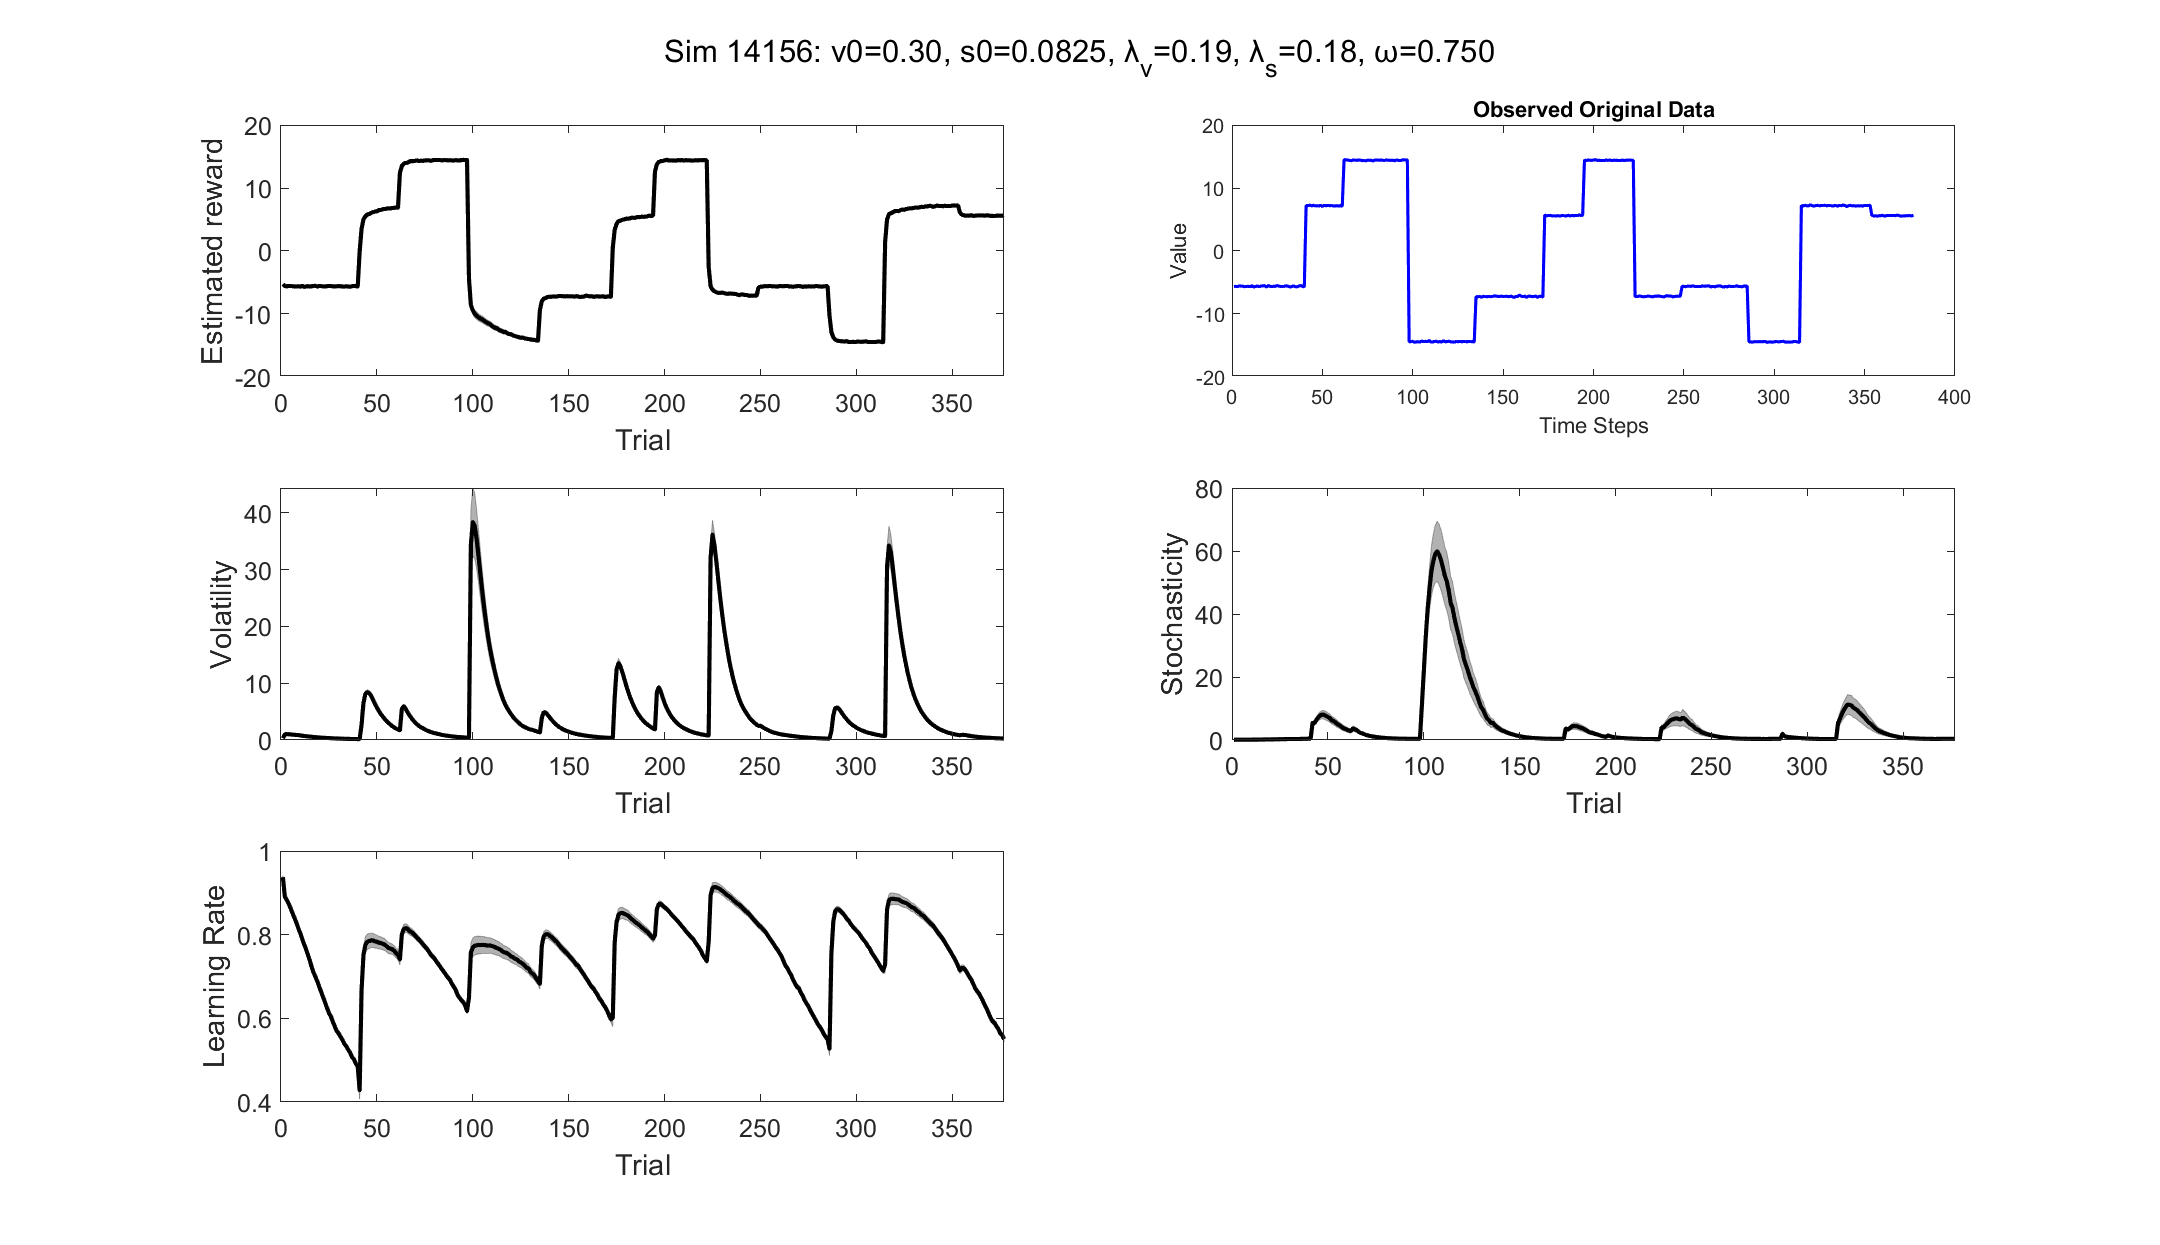 Sim 14156: v0=0.30, s0=0.0825, λ_v=0.19, λ_s=0.18, ω=0.750
Estimated reward
20
10
0
-10
-20
0 50 100 150 200 250 300 350
Trial
Observed Original Data
Value
20
10
0
-10
-20
0 50 100 150 200 250 300 350 400
Time Steps
Volatility
40
30
20
10
0
0 50 100 150 200 250 300 350
Trial
Stochasticity
80
60
40
20
0
0 50 100 150 200 250 300 350
Trial
Learning Rate
1
0.8
0.6
0.4
0 50 100 150 200 250 300 350
Trial